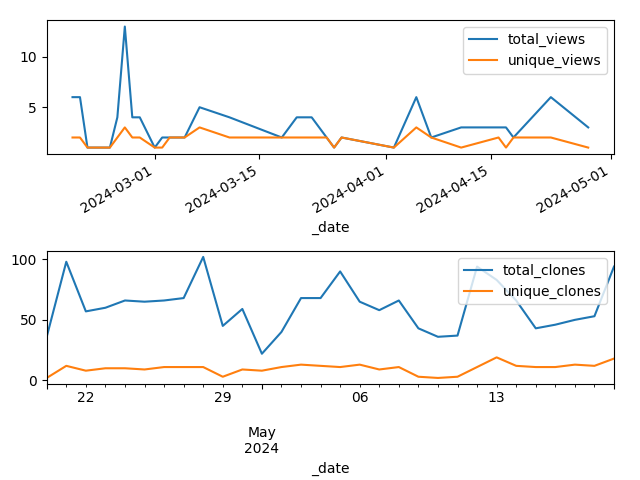 total_views
unique_views
10
5
2024-03-01
2024-03-15
2024-04-01
2024-04-15
2024-05-01
_date
100
50
0
total_clones
unique_clones
22
29
06
13
May
2024
_date